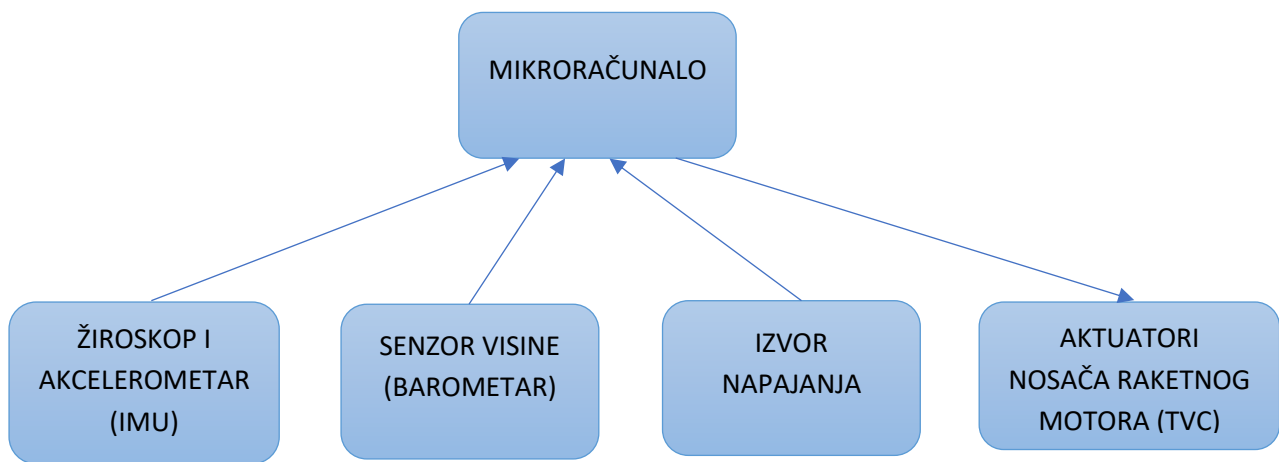 MIKRORAČUNALO
ŽIROSKOP I
AKCELEROMETAR
(IMU)
SENZOR VISINE
(BAROMETAR)
IZVOR
NAPAJANJA
AKTUATORI
NOSAČA RAKETNOG
MOTORA (TVC)